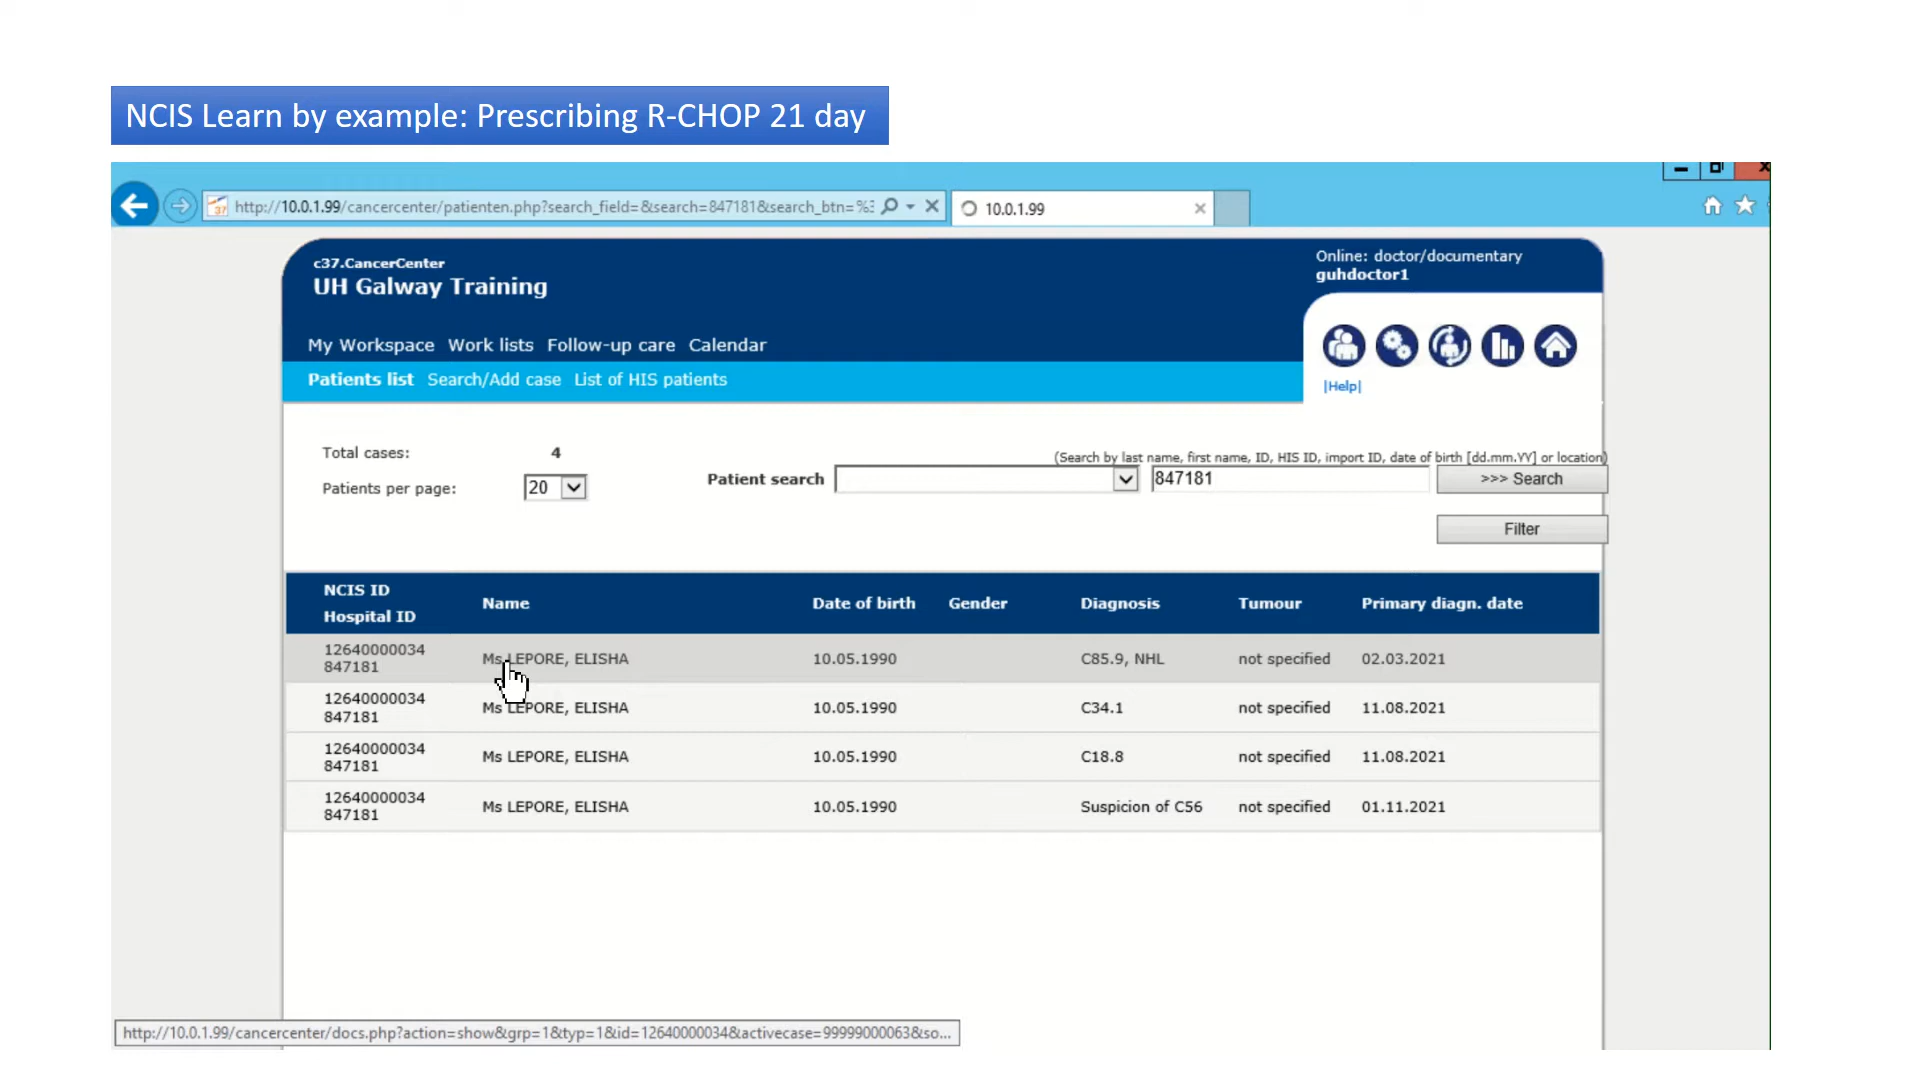 NCIS Learn by example: Prescribing R-CHOP 21 day
http://10.0.1.99/cancercenter/patienten.php?search_field=&search=847181&search_btn=%3
10.0.1.99
c37.CancerCenter
UH Galway Training
Online: doctor/documentary
guhdoctor1
My Workspace Work lists Follow-up care Calendar
Patients list Search/Add case List of HIS patients
|Help|
Total cases: 4
(Search by last name, first name, ID, HIS ID, import ID, date of birth [dd.mm.YY] or location)
Patients per page: 20
Patient search 847181 >>> Search
Filter
NCIS ID
Hospital ID
Name Date of birth Gender Diagnosis Tumour Primary diagn. date
12640000034
847181
Ms LEPORE, ELISHA 10.05.1990 C85.9, NHL not specified 02.03.2021
12640000034
847181
Ms LEPORE, ELISHA 10.05.1990 C34.1 not specified 11.08.2021
12640000034
847181
Ms LEPORE, ELISHA 10.05.1990 C18.8 not specified 11.08.2021
12640000034
847181
Ms LEPORE, ELISHA 10.05.1990 Suspicion of C56 not specified 01.11.2021
http://10.0.1.99/cancercenter/docs.php?action=show&grp=1&typ=1&id=12640000034&activecase=99999000063&so...